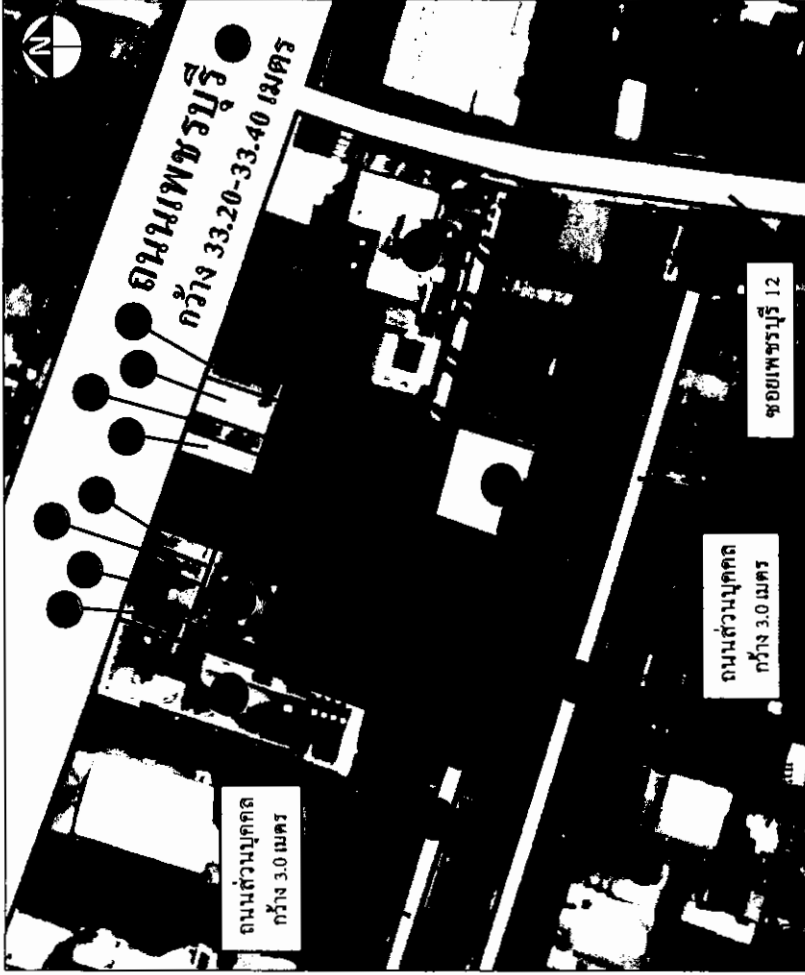 N
ถนนเพชรบุรี
กว้าง 33.20-33.40 เมตร
ซอยเพชรบุรี 12
ถนนส่วนบุคคล
กว้าง 3.0 เมตร
ถนนส่วนบุคคล
กว้าง 3.0 เมตร